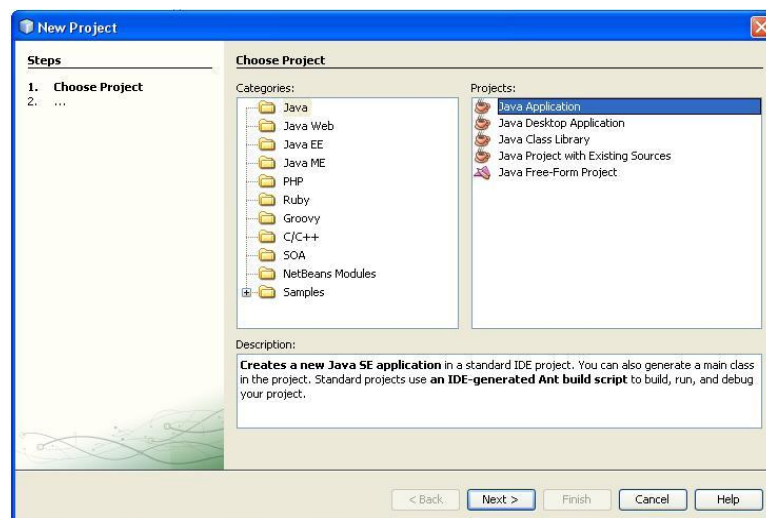 New Project
Steps
1. Choose Project
2. ...
Choose Project
Categories:
Java
Java Web
Java EE
Java ME
PHP
Ruby
Groovy
C/C++
SOA
NetBeans Modules
Samples
Projects:
Java Application
Java Desktop Application
Java Class Library
Java Project with Existing Sources
Java Free-Form Project
Description:
Creates a new Java SE application in a standard IDE project. You can also generate a main class
in the project. Standard projects use an IDE-generated Ant build script to build, run, and debug
your project.
< Back Next > Finish Cancel Help